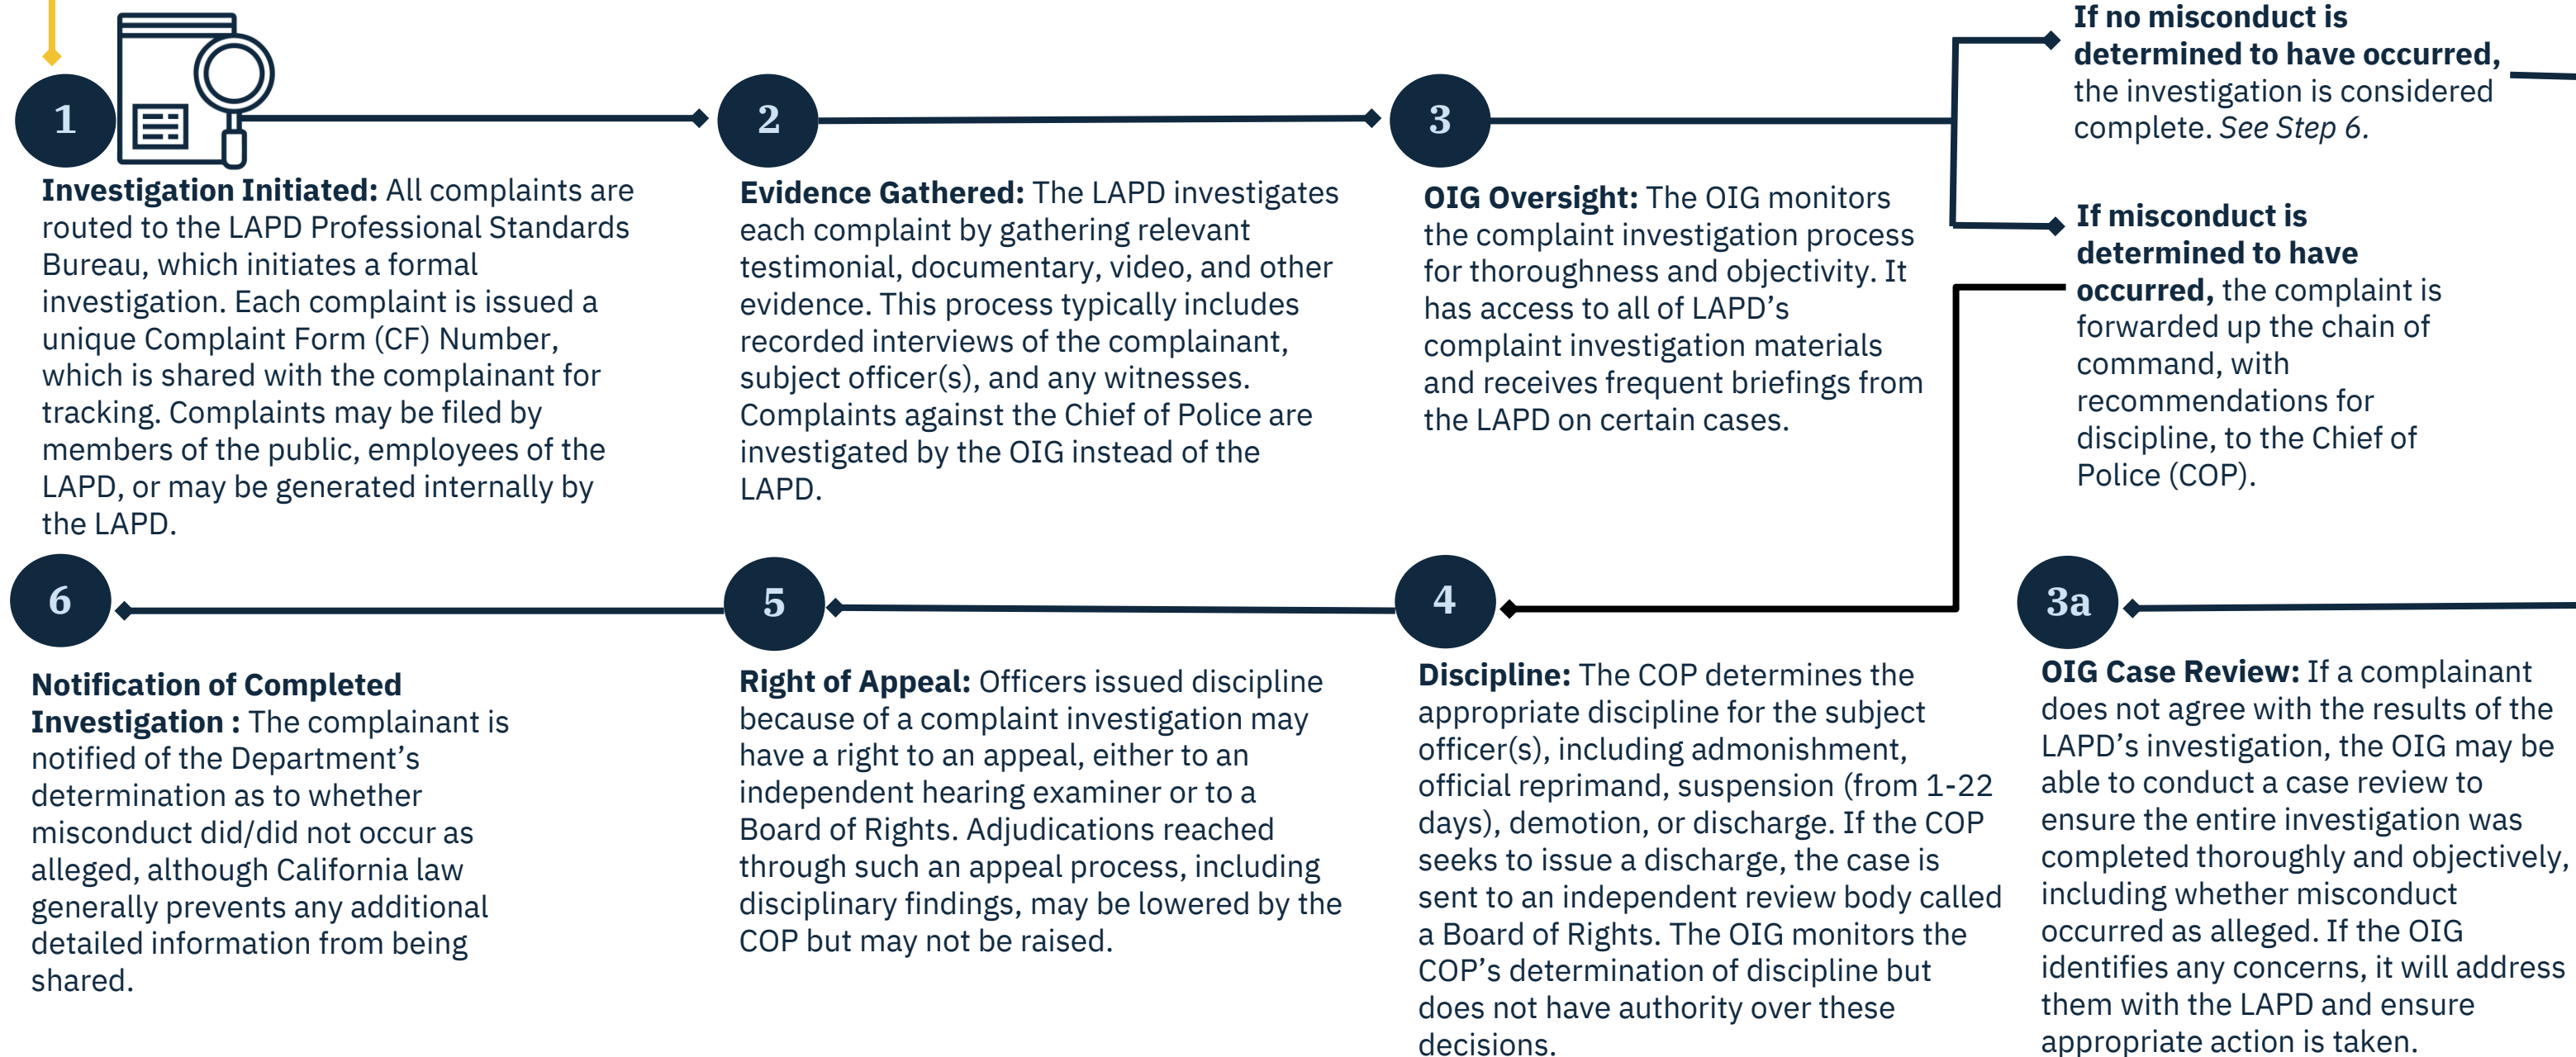 1
Investigation Initiated: All complaints are
routed to the LAPD Professional Standards
Bureau, which initiates a formal
investigation. Each complaint is issued a
unique Complaint Form (CF) Number,
which is shared with the complainant for
tracking. Complaints may be filed by
members of the public, employees of the
LAPD, or may be generated internally by
the LAPD.
2
Evidence Gathered: The LAPD investigates
each complaint by gathering relevant
testimonial, documentary, video, and other
evidence. This process typically includes
recorded interviews of the complainant,
subject officer(s), and any witnesses.
Complaints against the Chief of Police are
investigated by the OIG instead of the
LAPD.
3
OIG Oversight: The OIG monitors
the complaint investigation process
for thoroughness and objectivity. It
has access to all of LAPD’s
complaint investigation materials
and receives frequent briefings from
the LAPD on certain cases.
If no misconduct is
determined to have occurred,
the investigation is considered
complete. See Step 6.
If misconduct is
determined to have
occurred, the complaint is
forwarded up the chain of
command, with
recommendations for
discipline, to the Chief of
Police (COP).
3a
OIG Case Review: If a complainant
does not agree with the results of the
LAPD’s investigation, the OIG may be
able to conduct a case review to
ensure the entire investigation was
completed thoroughly and objectively,
including whether misconduct
occurred as alleged. If the OIG
identifies any concerns, it will address
them with the LAPD and ensure
appropriate action is taken.
4
Discipline: The COP determines the
appropriate discipline for the subject
officer(s), including admonishment,
official reprimand, suspension (from 1-22
days), demotion, or discharge. If the COP
seeks to issue a discharge, the case is
sent to an independent review body called
a Board of Rights. The OIG monitors the
COP’s determination of discipline but
does not have authority over these
decisions.
5
Right of Appeal: Officers issued discipline
because of a complaint investigation may
have a right to an appeal, either to an
independent hearing examiner or to a
Board of Rights. Adjudications reached
through such an appeal process, including
disciplinary findings, may be lowered by the
COP but may not be raised.
6
Notification of Completed
Investigation : The complainant is
notified of the Department’s
determination as to whether
misconduct did/did not occur as
alleged, although California law
generally prevents any additional
detailed information from being
shared.